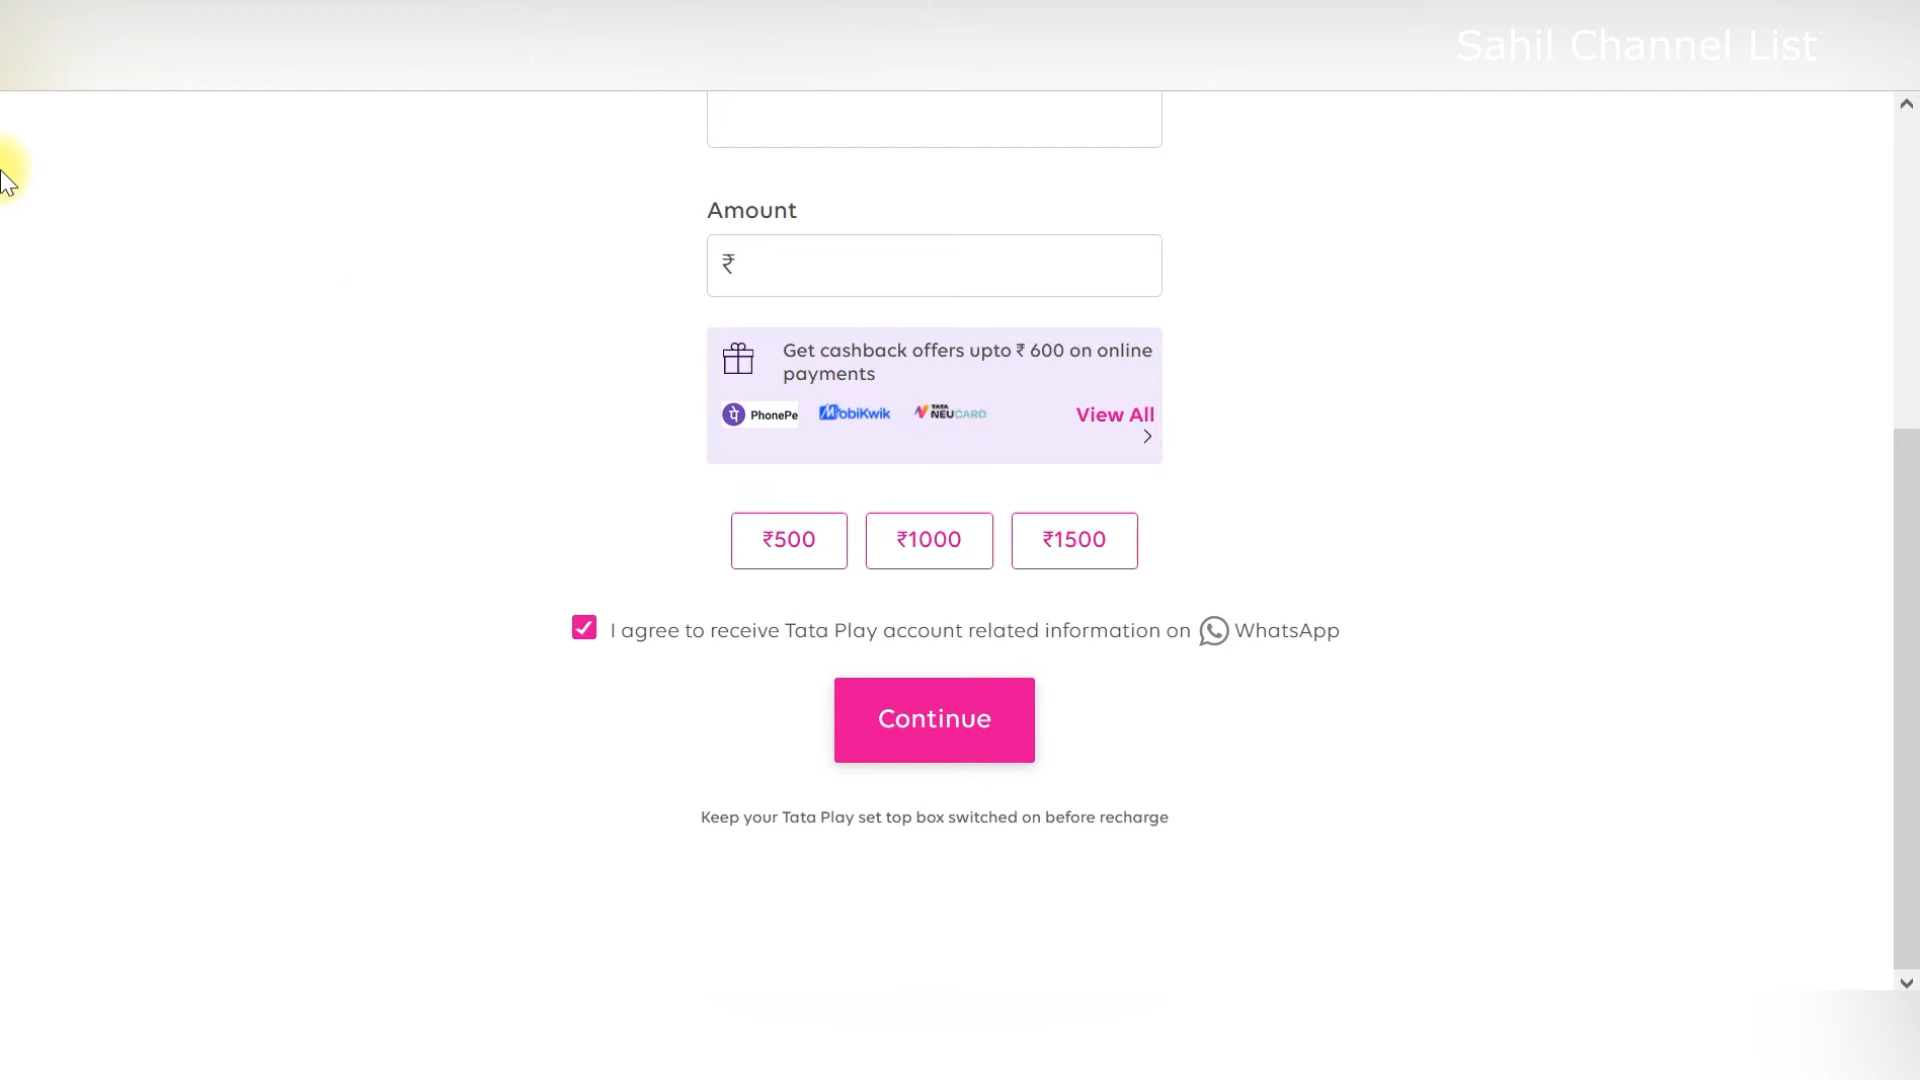 Sahil Channel List
Amount
₹
Get cashback offers upto ₹ 600 on online
payments
पे PhonePe MobiKwik TATA NEUCARD View All
₹500 ₹1000 ₹1500
I agree to receive Tata Play account related information on WhatsApp
Continue
Keep your Tata Play set top box switched on before recharge